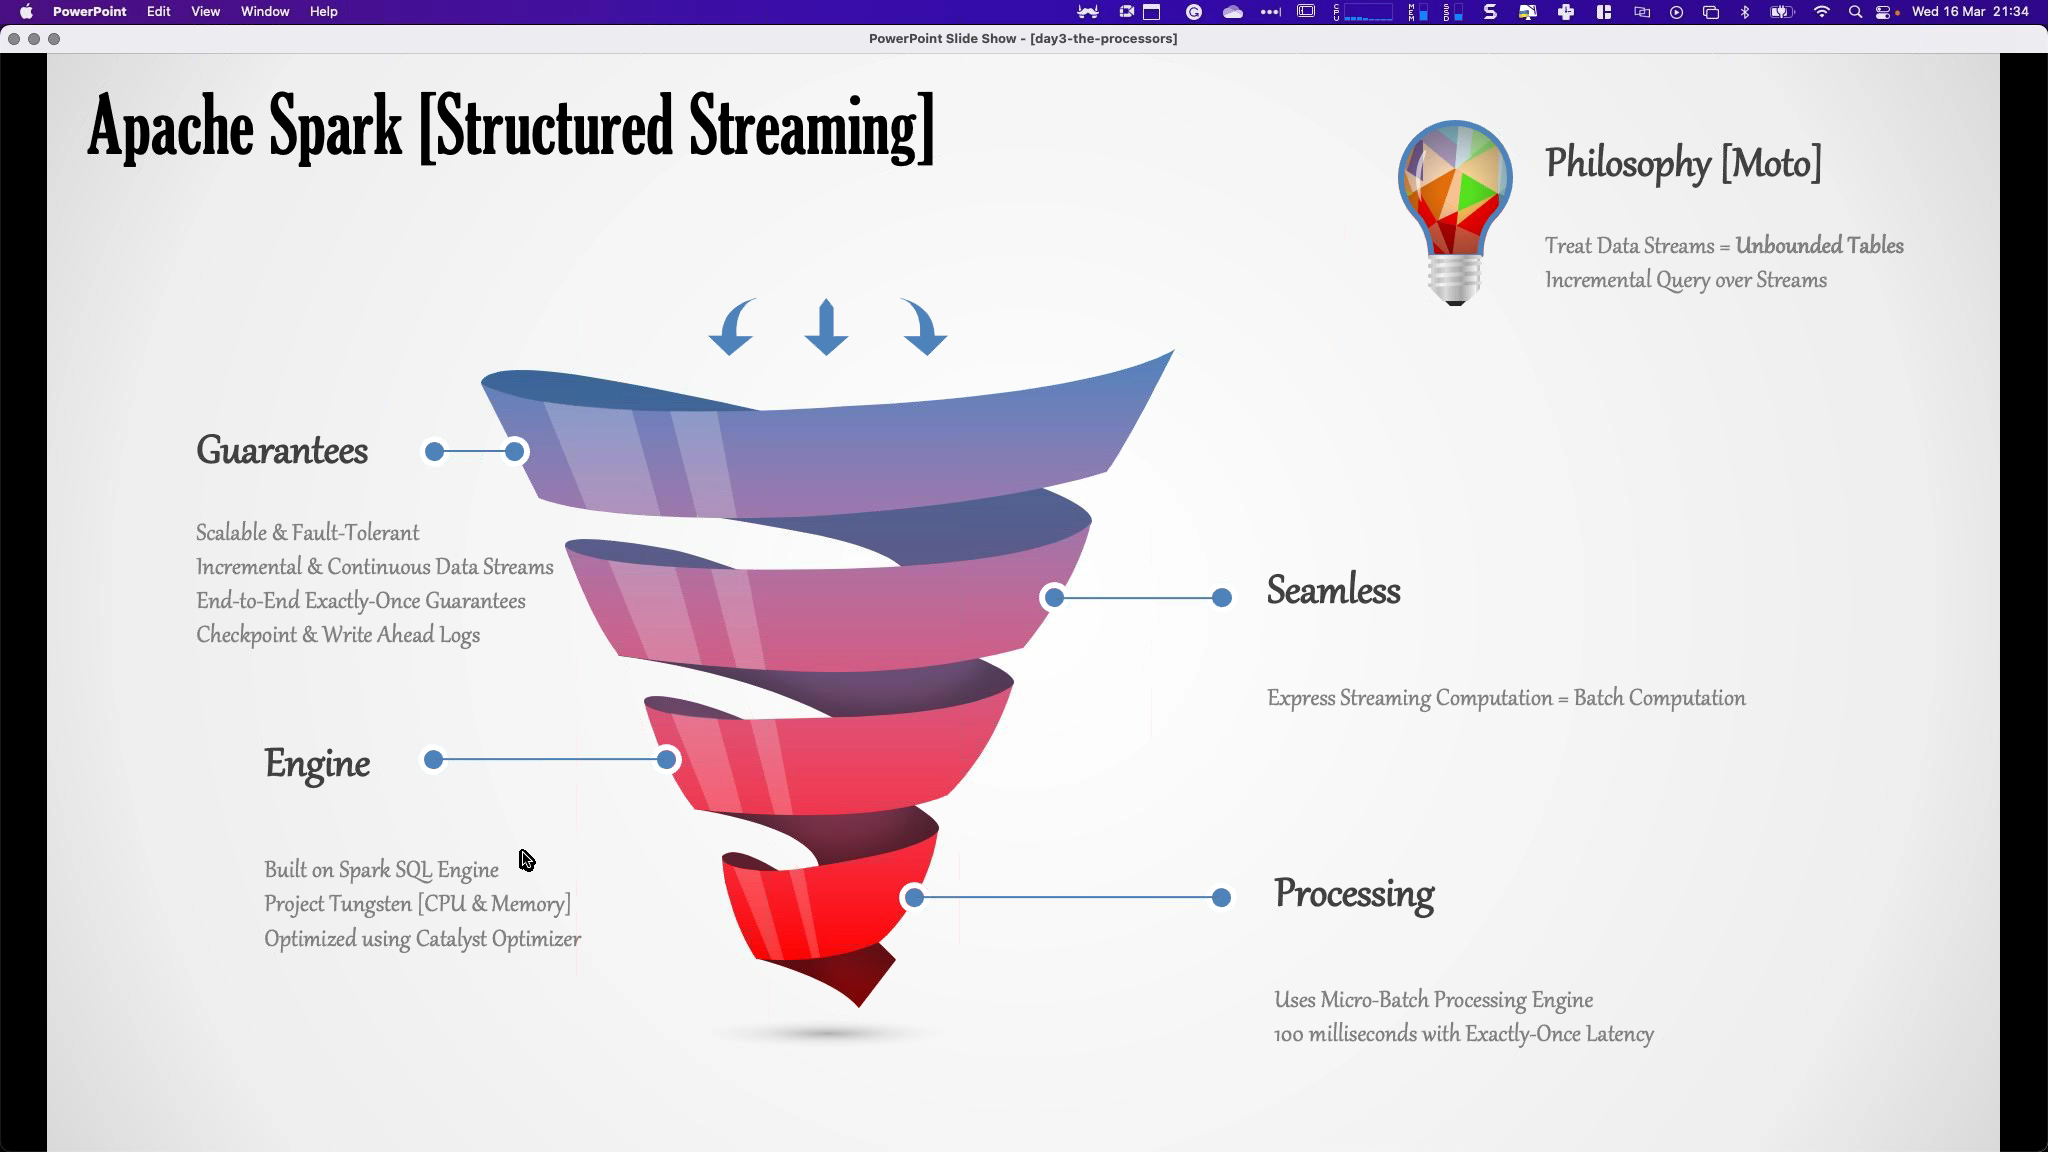 PowerPoint Edit View Window Help
Wed 16 Mar 21:34
PowerPoint Slide Show - [day3-the-processors]
Apache Spark [Structured Streaming]
Philosophy [Moto]
Treat Data Streams = Unbounded Tables
Incremental Query over Streams
Guarantees
Scalable & Fault-Tolerant
Incremental & Continuous Data Streams
End-to-End Exactly-Once Guarantees
Checkpoint & Write Ahead Logs
Seamless
Express Streaming Computation = Batch Computation
Engine
Built on Spark SQL Engine
Project Tungsten [CPU & Memory]
Optimized using Catalyst Optimizer
Processing
Uses Micro-Batch Processing Engine
100 milliseconds with Exactly-Once Latency